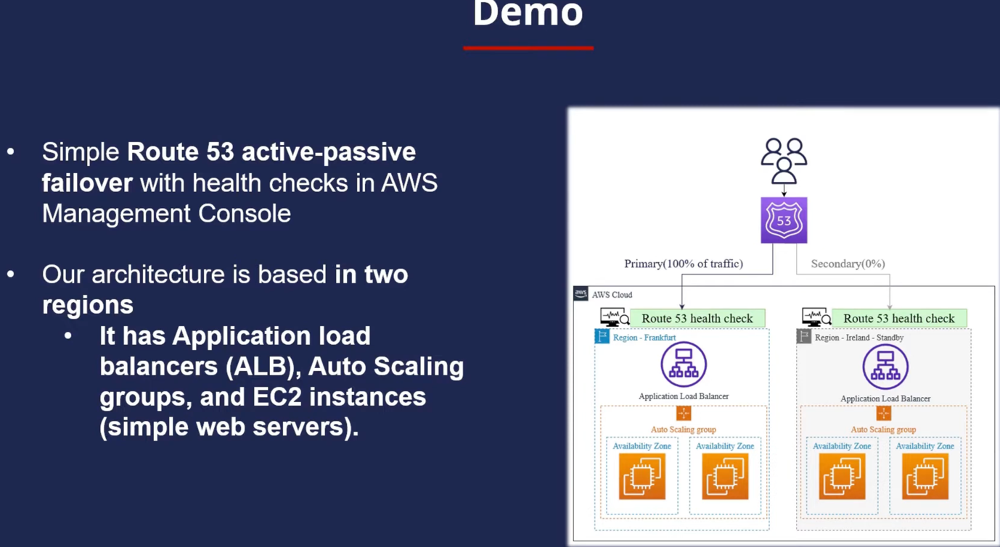 Demo
• Simple Route 53 active-passive
failover with health checks in AWS
Management Console
• Our architecture is based in two
regions
• It has Application load
balancers (ALB), Auto Scaling
groups, and EC2 instances
(simple web servers).
53
Primary(100% of traffic)
Secondary(0%)
aws
AWS Cloud
Route 53 health check
Route 53 health check
Region - Frankfurt
Region - Ireland - Standby
Application Load Balancer
Application Load Balancer
Auto Scaling group
Auto Scaling group
Availability Zone
Availability Zone
Availability Zone
Availability Zone